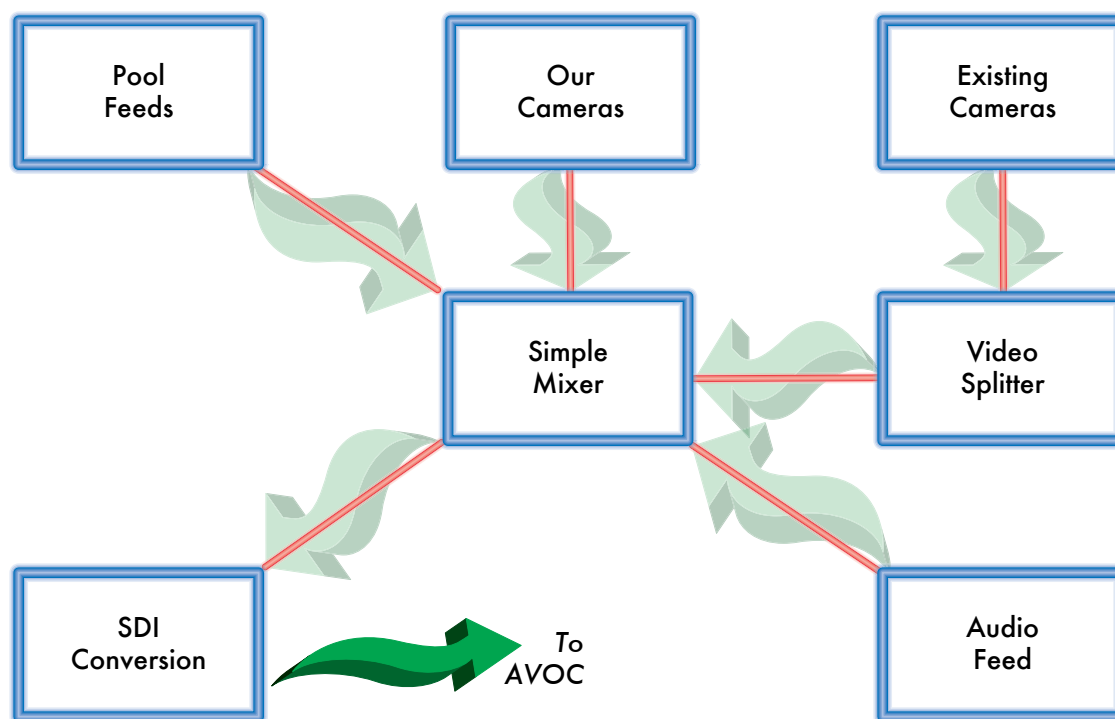 Pool
Feeds
Our
Cameras
Existing
Cameras
Simple
Mixer
Video
Splitter
SDI
Conversion
To
AVOC
Audio
Feed